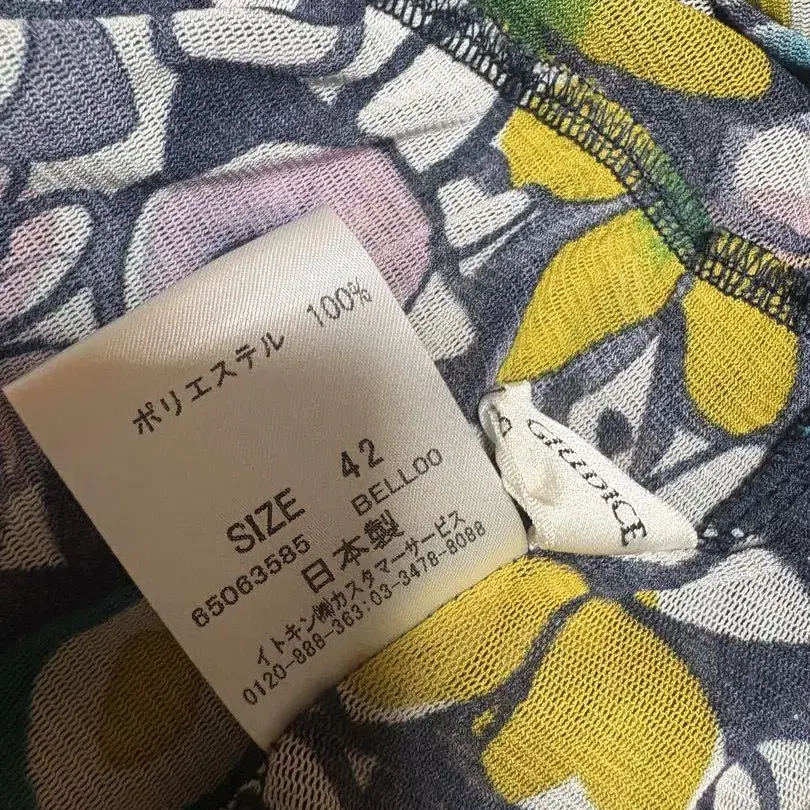 ポリエステル 100%
SIZE 42
65063585 BELLOO
日本製
イトキン㈱カスタマーサービス
0120-888-363:03-3478-8088
GIUDICE